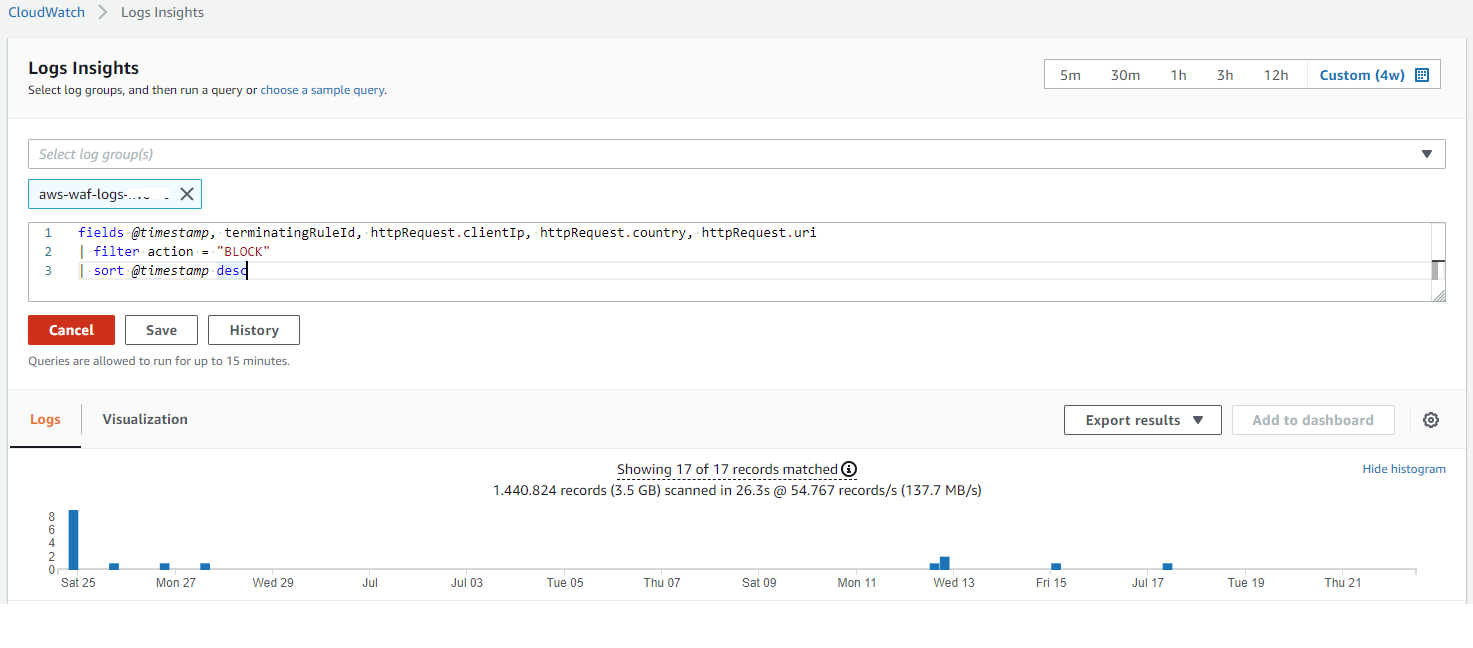 CloudWatch > Logs Insights
Logs Insights
Select log groups, and then run a query or choose a sample query.
5m 30m 1h 3h 12h Custom (4w)
Select log group(s)
aws-waf-logs-
1 fields @timestamp, terminatingRuleId, httpRequest.clientIp, httpRequest.country, httpRequest.uri
2 | filter action = "BLOCK"
3 | sort @timestamp desc
Cancel Save History
Queries are allowed to run for up to 15 minutes.
Logs Visualization Export results Add to dashboard
Showing 17 of 17 records matched
Hide histogram
1.440.824 records (3.5 GB) scanned in 26.3s @ 54.767 records/s (137.7 MB/s)
8
6
4
2
0
Sat 25 Mon 27 Wed 29 Jul Jul 03 Tue 05 Thu 07 Sat 09 Mon 11 Wed 13 Fri 15 Jul 17 Tue 19 Thu 21